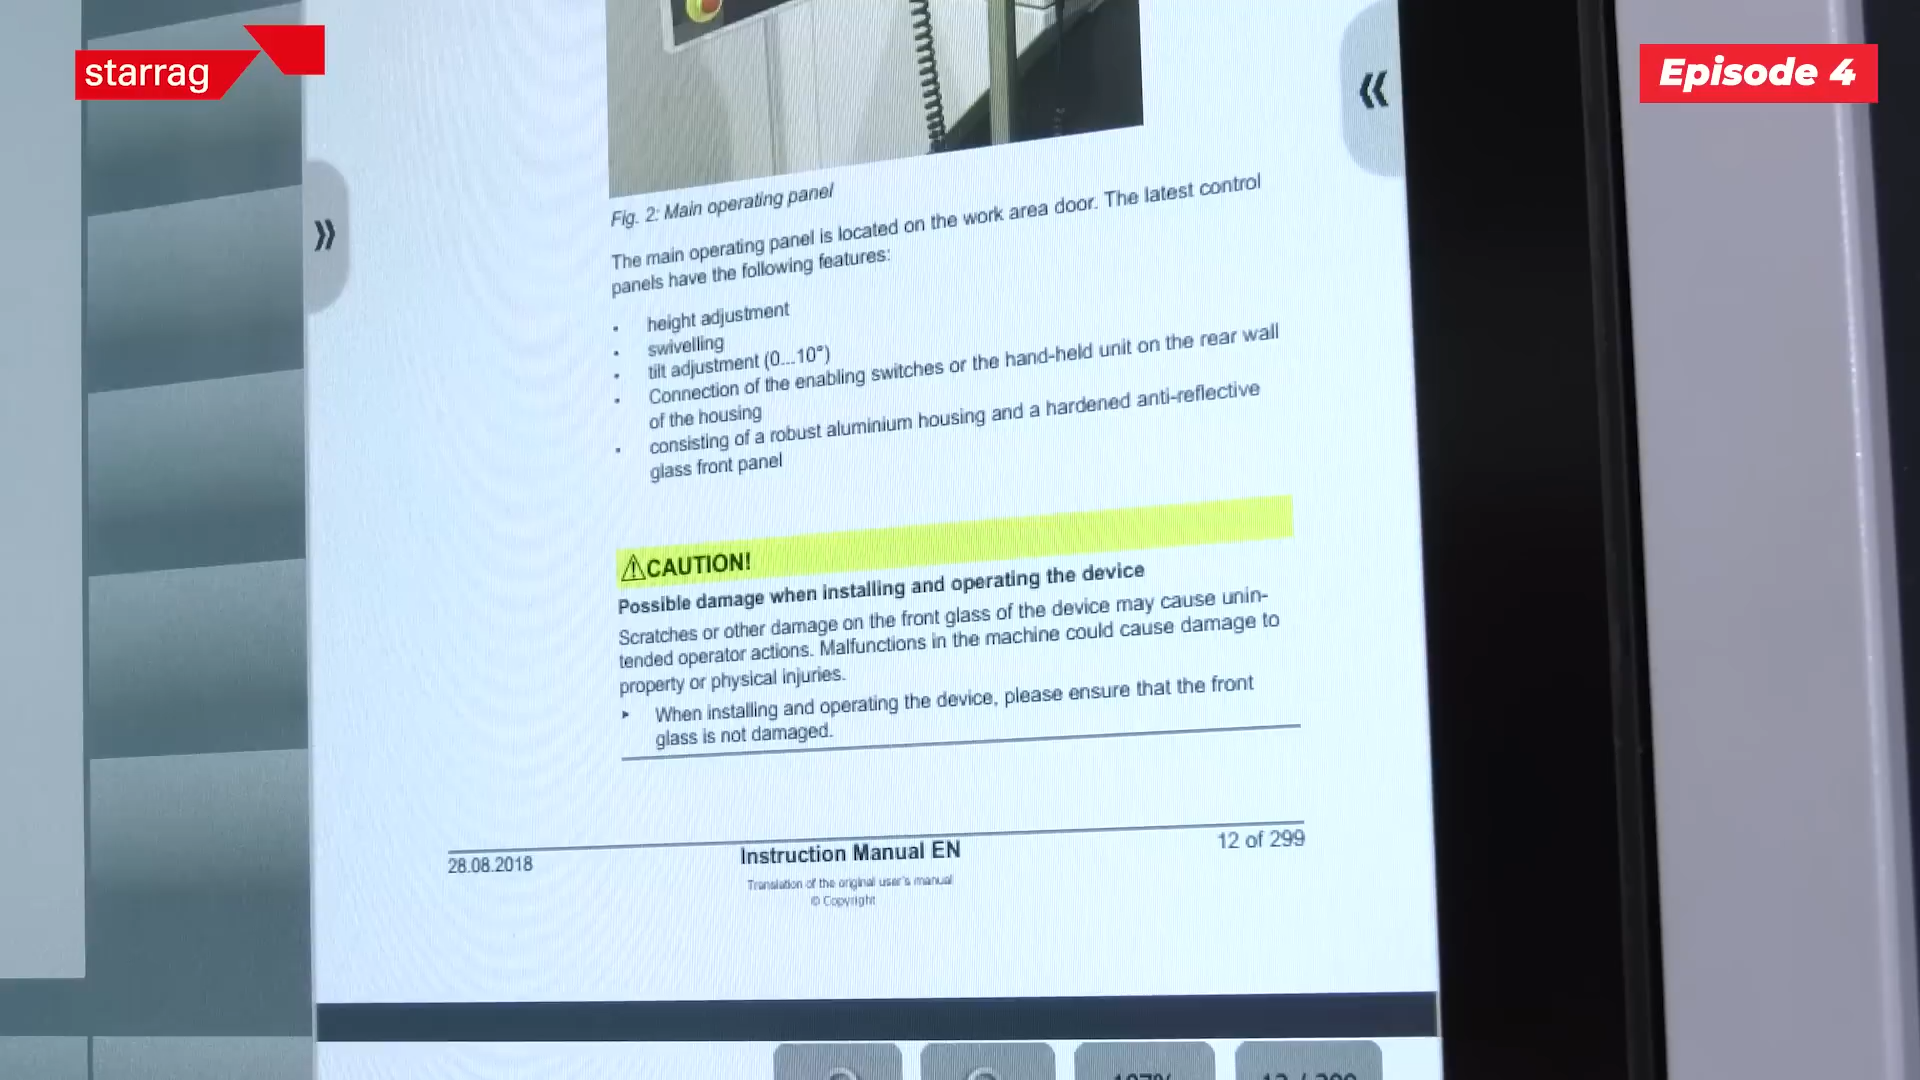 starrag
Episode 4
Fig. 2: Main operating panel
The main operating panel is located on the work area door. The latest control
panels have the following features:
• height adjustment
• swivelling
• tilt adjustment (0...10°)
• Connection of the enabling switches or the hand-held unit on the rear wall
of the housing
• consisting of a robust aluminium housing and a hardened anti-reflective
glass front panel
CAUTION!
Possible damage when installing and operating the device
Scratches or other damage on the front glass of the device may cause unin-
tended operator actions. Malfunctions in the machine could cause damage to
property or physical injuries.
When installing and operating the device, please ensure that the front
glass is not damaged.
28.08.2018
Instruction Manual EN
12 of 299
Translation of the original user's manual
© Copyright